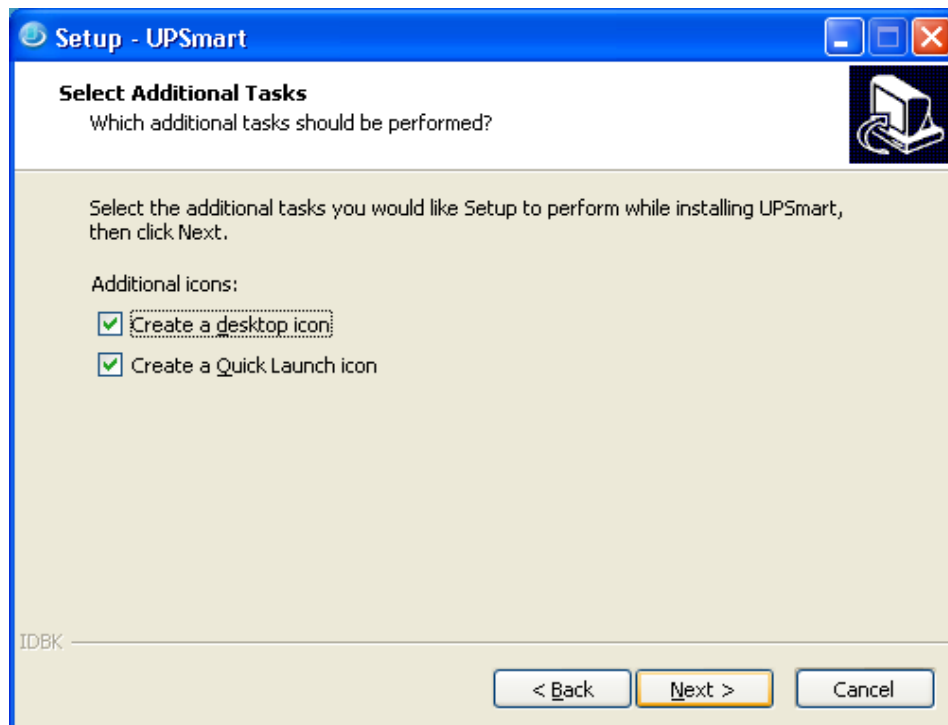 Setup - UPSmart
Select Additional Tasks
Which additional tasks should be performed?
Select the additional tasks you would like Setup to perform while installing UPSmart,
then click Next.
Additional icons:
Create a desktop icon
Create a Quick Launch icon
IDBK
< Back Next > Cancel